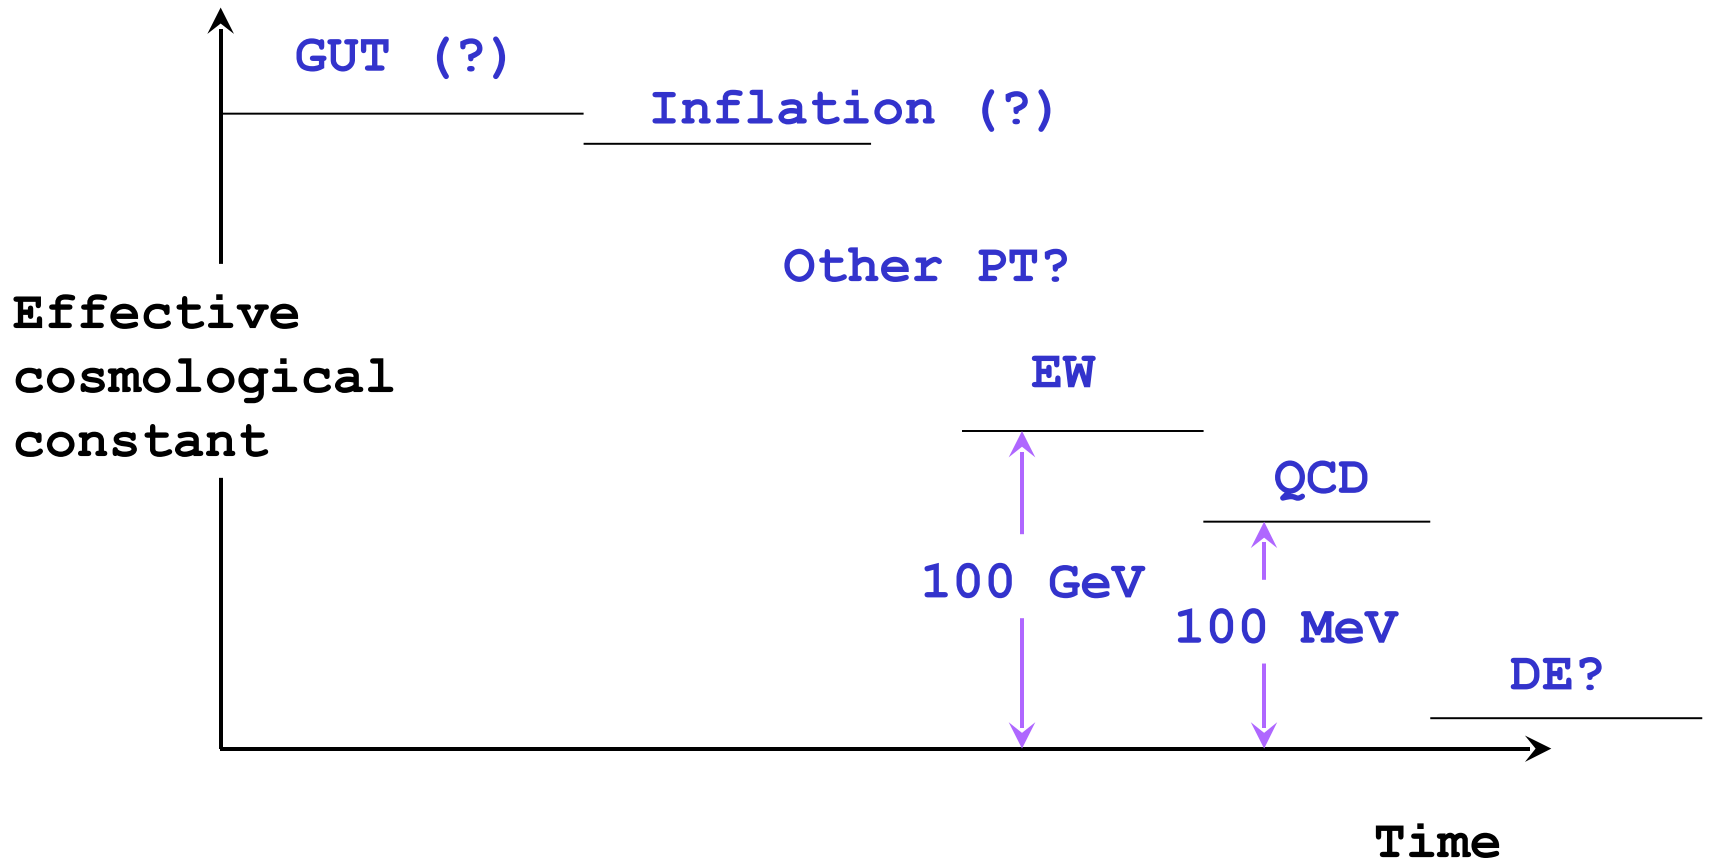 GUT (?)
Inflation (?)
Other PT?
Effective
cosmological
constant
EW
QCD
100 GeV
100 MeV
DE?
Time